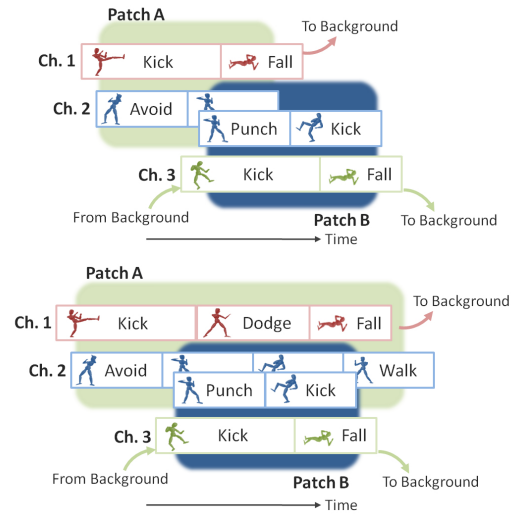 Patch A
To Background
Ch. 1 Kick Fall
Ch. 2 Avoid
Punch Kick
Ch. 3 Kick Fall
From Background
Patch B
To Background
Time
Patch A
To Background
Ch. 1 Kick Dodge Fall
Ch. 2 Avoid Walk
Punch Kick
Ch. 3 Kick Fall
From Background
Patch B
To Background
Time